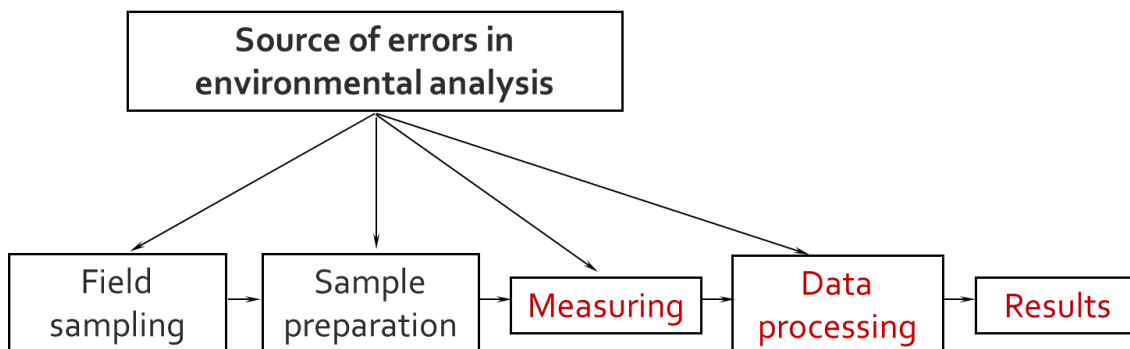 Source of errors in
environmental analysis
Field
sampling
Sample
preparation
Measuring
Data
processing
Results